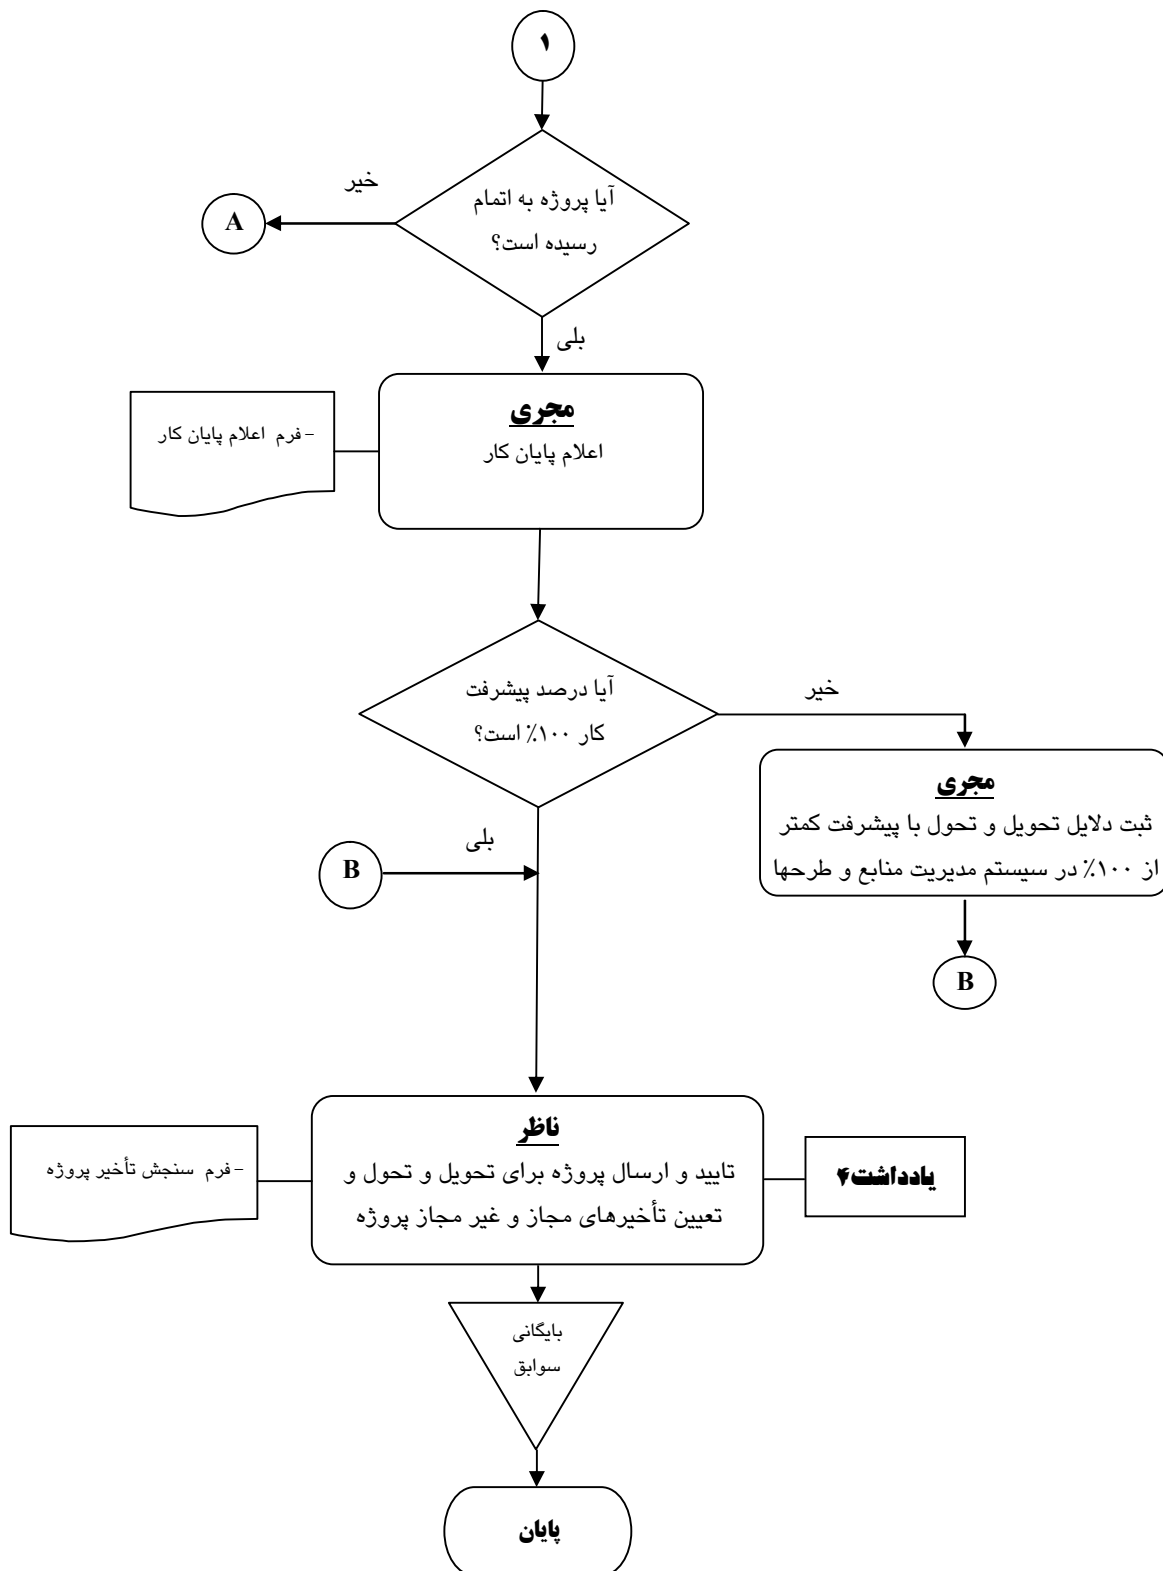 ۱
آیا پروژه به اتمام
رسیده است؟
خیر
A
بلی
مجری
اعلام پایان کار
- فرم اعلام پایان کار
آیا درصد پیشرفت
کار ۱۰۰٪ است؟
خیر
مجری
ثبت دلایل تحویل و تحول با پیشرفت کمتر
از ۱۰۰٪ در سیستم مدیریت منابع و طرحها
B
بلی
B
ناظر
تایید و ارسال پروژه برای تحویل و تحول و
تعیین تأخیرهای مجاز و غیر مجاز پروژه
- فرم سنجش تأخیر پروژه
یادداشت۴
بایگانی
سوابق
پایان